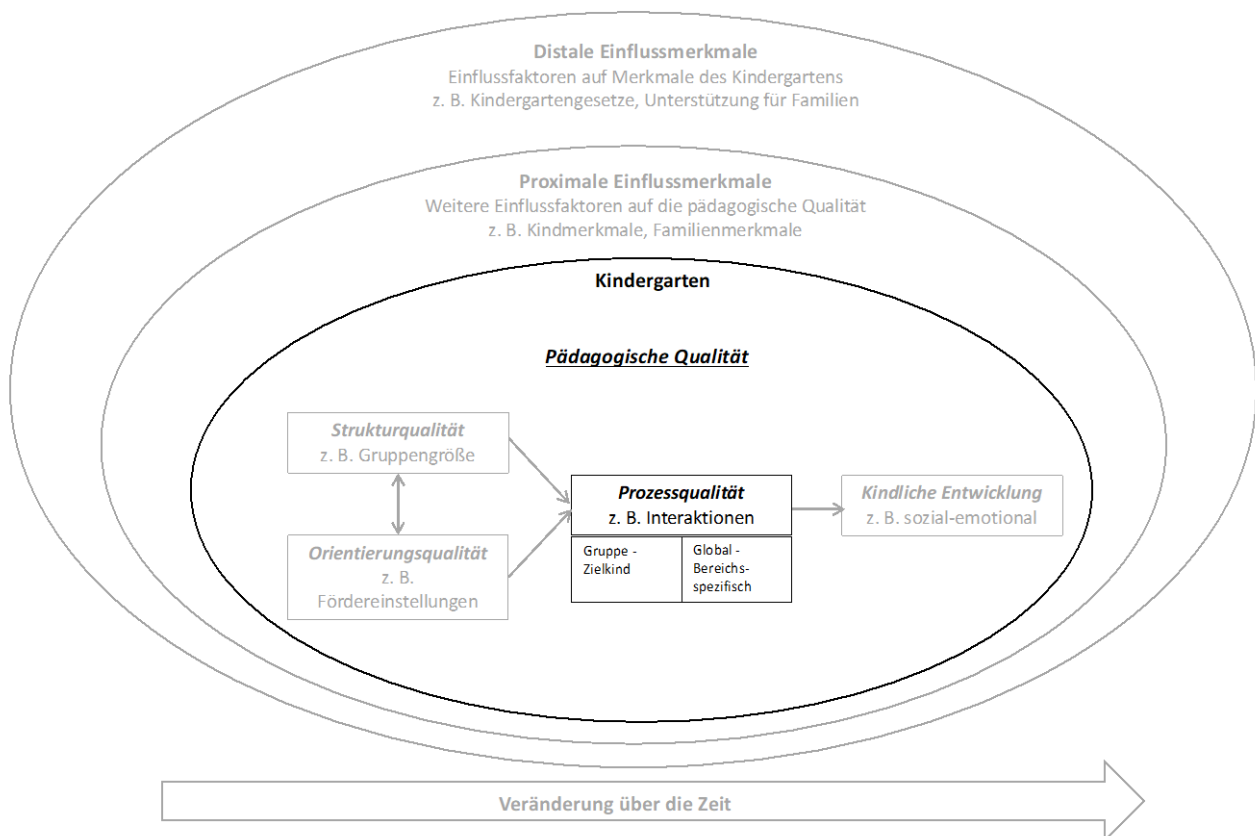 Distale Einflussmerkmale
Einflussfaktoren auf Merkmale des Kindergartens
z. B. Kindergartengesetze, Unterstützung für Familien
Proximale Einflussmerkmale
Weitere Einflussfaktoren auf die pädagogische Qualität
z. B. Kindmerkmale, Familienmerkmale
Kindergarten
Pädagogische Qualität
Strukturqualität
z. B. Gruppengröße
Orientierungsqualität
z. B.
Fördereinstellungen
Prozessqualität
z. B. Interaktionen
Gruppe -
Zielkind
Global -
Bereichs-
spezifisch
Kindliche Entwicklung
z. B. sozial-emotional
Veränderung über die Zeit